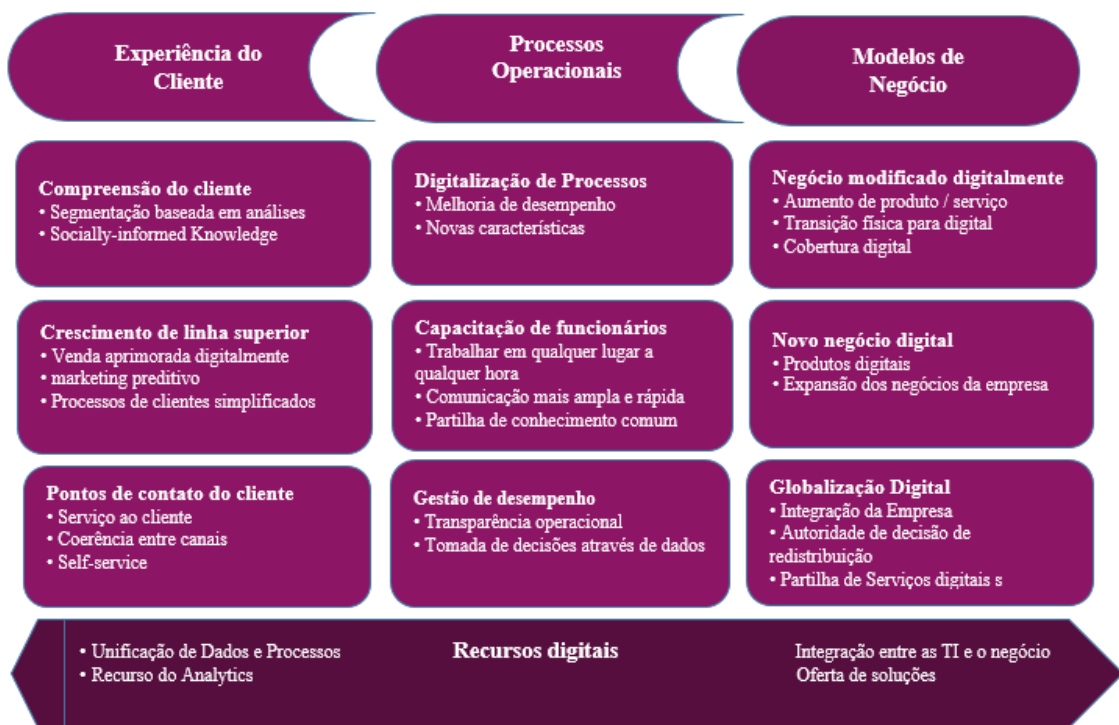 Experiência do
Cliente
Processos
Operacionais
Modelos de
Negócio
Compreensão do cliente
• Segmentação baseada em análises
• Socially-informed Knowledge
Digitalização de Processos
• Melhoria de desempenho
• Novas características
Negócio modificado digitalmente
• Aumento de produto / serviço
• Transição física para digital
• Cobertura digital
Crescimento de linha superior
• Venda aprimorada digitalmente
• marketing preditivo
• Processos de clientes simplificados
Capacitação de funcionários
• Trabalhar em qualquer lugar a
qualquer hora
• Comunicação mais ampla e rápida
• Partilha de conhecimento comum
Novo negócio digital
• Produtos digitais
• Expansão dos negócios da empresa
Pontos de contato do cliente
• Serviço ao cliente
• Coerência entre canais
• Self-service
Gestão de desempenho
• Transparência operacional
• Tomada de decisões através de dados
Globalização Digital
• Integração da Empresa
• Autoridade de decisão de
redistribuição
• Partilha de Serviços digitais s
• Unificação de Dados e Processos
• Recurso do Analytics
Recursos digitais
Integração entre as TI e o negócio
Oferta de soluções